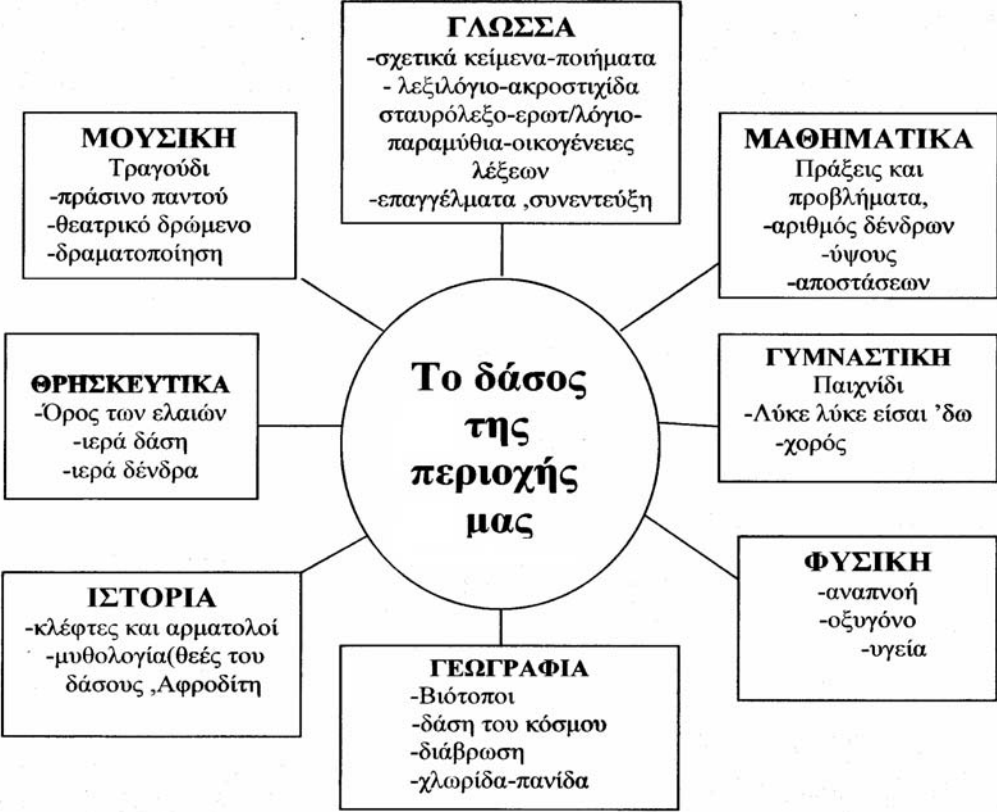 ΓΛΩΣΣΑ
-σχετικά κείμενα-ποιήματα
- λεξιλόγιο-ακροστιχίδα
σταυρόλεξο-ερωτ/λόγιο-
παραμύθια-οικογένειες
λέξεων
-επαγγέλματα ,συνεντεύξη
ΜΟΥΣΙΚΗ
Τραγούδι
-πράσινο παντού
-θεατρικό δρώμενο
-δραματοποίηση
ΜΑΘΗΜΑΤΙΚΑ
Πράξεις και
προβλήματα,
-αριθμός δένδρων
-ύψους
-αποστάσεων
ΘΡΗΣΚΕΥΤΙΚΑ
-Όρος των ελαιών
-ιερά δάση
-ιερά δένδρα
Το δάσος
της
περιοχής
μας
ΓΥΜΝΑΣΤΙΚΗ
Παιχνίδι
-Λύκε λύκε είσαι ’δω
-χορός
ΙΣΤΟΡΙΑ
-κλέφτες και αρματολοί
-μυθολογία(θεές του
δάσους ,Αφροδίτη
ΓΕΩΓΡΑΦΙΑ
-Βιότοποι
-δάση του κόσμου
-διάβρωση
-χλωρίδα-πανίδα
ΦΥΣΙΚΗ
-αναπνοή
-οξυγόνο
-υγεία